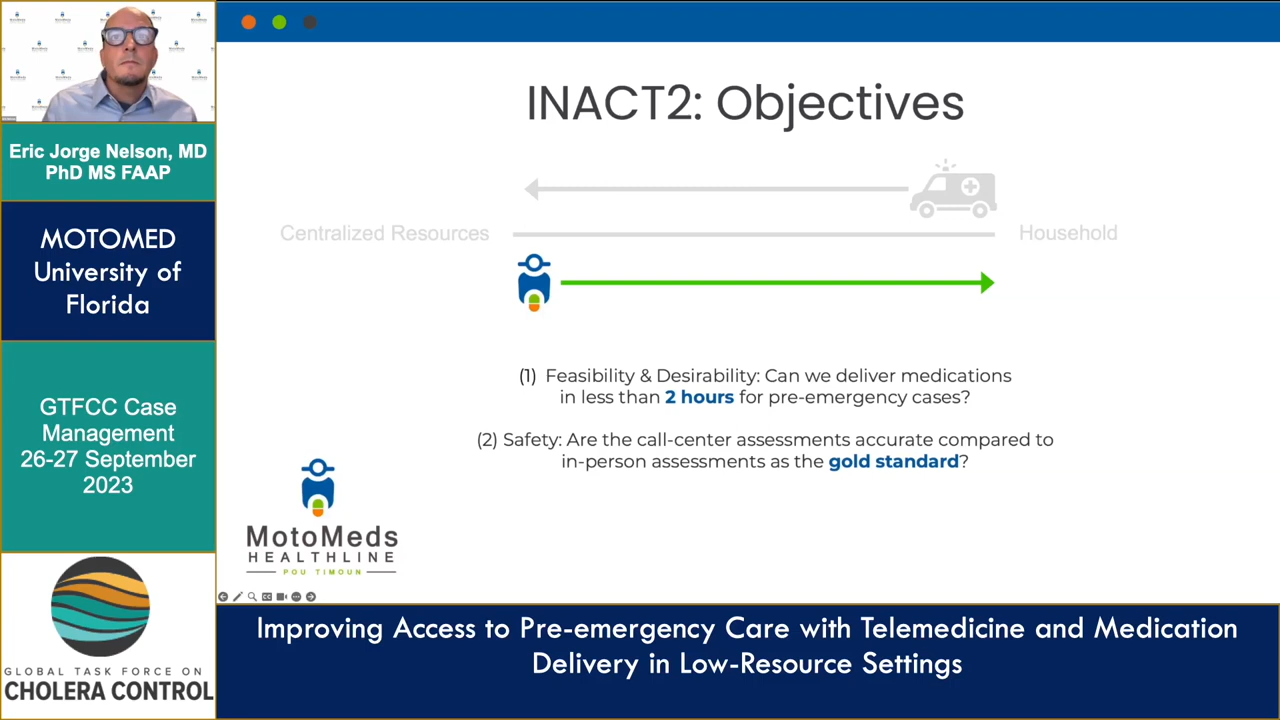 Eric Jorge Nelson, MD
PhD MS FAAP
MOTOMED
University of
Florida
GTFCC Case
Management
26-27 September
2023
GLOBAL TASK FORCE ON
CHOLERA CONTROL
INACT2: Objectives
Centralized Resources
Household
(1) Feasibility & Desirability: Can we deliver medications
in less than 2 hours for pre-emergency cases?
(2) Safety: Are the call-center assessments accurate compared to
in-person assessments as the gold standard?
MotoMeds
HEALTHLINE
POU TIMOUN
Improving Access to Pre-emergency Care with Telemedicine and Medication
Delivery in Low-Resource Settings